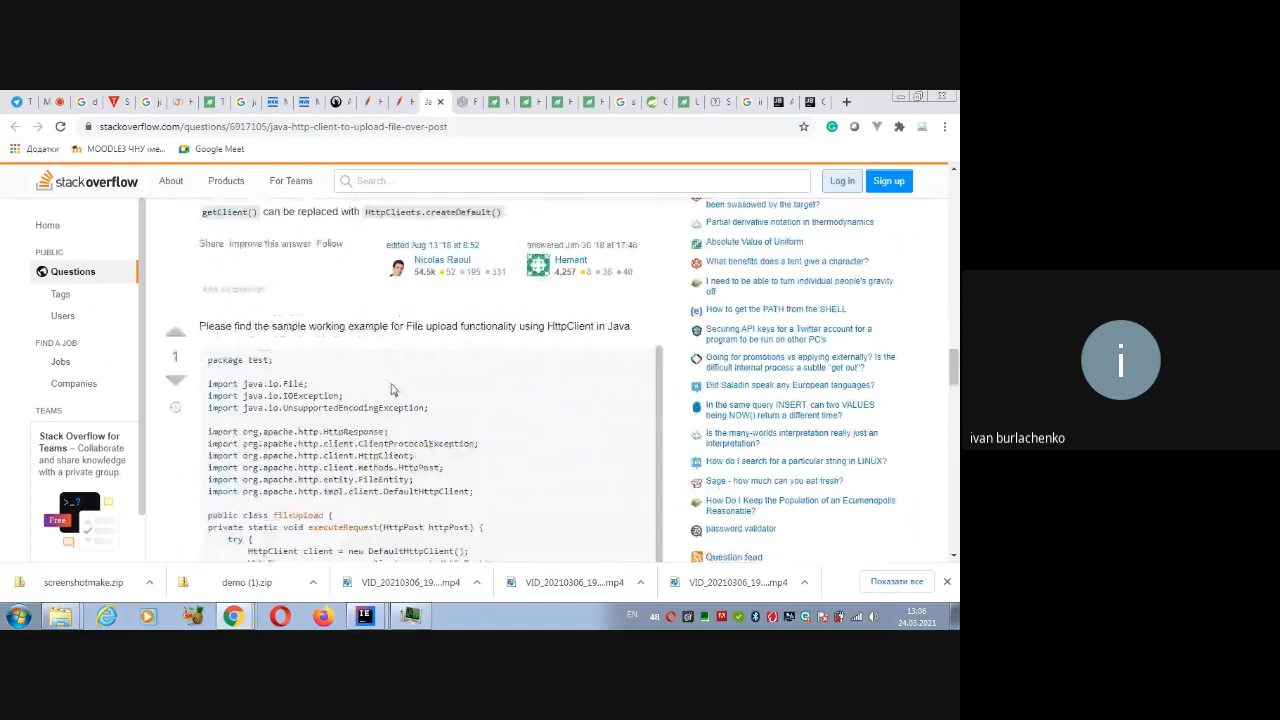 stackoverflow.com/questions/6917105/java-http-client-to-upload-file-over-post
Додатки
MOODLE3 ЧНУ іме...
Google Meet
stackoverflow
About
Products
For Teams
Search...
Log in
Sign up
Home
PUBLIC
Questions
Tags
Users
FIND A JOB
Jobs
Companies
TEAMS
Stack Overflow for
Teams – Collaborate
and share knowledge
with a private group.
>_?
Free
getClient() can be replaced with HttpClients.createDefault().
Share Improve this answer Follow
edited Aug 13 '18 at 8:52
Nicolas Raoul
54.5k 52 195 331
answered Jan 30 '18 at 17:46
Hemant
4,257 8 36 40
Add a comment
1
Please find the sample working example for File upload functionality using HttpClient in Java.
package test;
import java.io.File;
import java.io.IOException;
import java.io.UnsupportedEncodingException;
import org.apache.http.HttpResponse;
import org.apache.http.client.ClientProtocolException;
import org.apache.http.client.HttpClient;
import org.apache.http.client.methods.HttpPost;
import org.apache.http.entity.FileEntity;
import org.apache.http.impl.client.DefaultHttpClient;
public class fileUpload {
private static void executeRequest(HttpPost httpPost) {
try {
HttpClient client = new DefaultHttpClient();
been swallowed by the target?
Partial derivative notation in thermodynamics
Absolute Value of Uniform
What benefits does a tent give a character?
I need to be able to turn individual people's gravity
off
How to get the PATH from the SHELL
Securing API keys for a Twitter account for a
program to be run on other PC's
Going for promotions vs applying externally? Is the
difficult internal process a subtle "get out"?
Did Saladin speak any European languages?
In the same query INSERT, can two VALUES
being NOW() return a different time?
Is the many-worlds interpretation really just an
interpretation?
How do I search for a particular string in LINUX?
Sage - how much can you eat fresh?
How Do I Keep the Population of an Ecumenopolis
Reasonable?
password validator
Question feed
screenshotmake.zip
demo (1).zip
VID_20210306_19....mp4
VID_20210306_19....mp4
VID_20210306_19....mp4
Показати все
EN
48
13:06
24.03.2021
i
ivan burlachenko